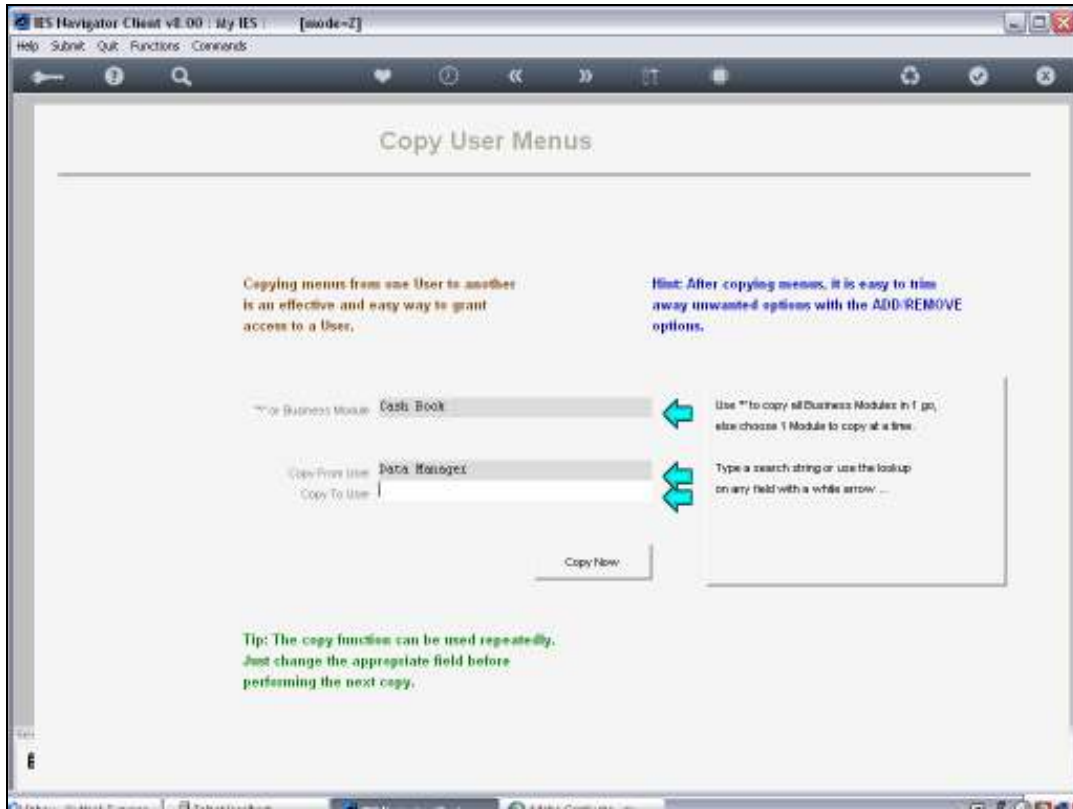 IES Navigator Client v8.00 : My IES : [mode=Z]
Help Submit Quit Functions Commands
Copy User Menus
Copying menus from one User to another
is an effective and easy way to grant
access to a User.
Hint: After copying menus, it is easy to trim
away unwanted options with the ADD/REMOVE
options.
'*' or Business Module Cash Book
Use '*' to copy all Business Modules in 1 go,
else choose 1 Module to copy at a time.
Copy From User Data Manager
Copy To User
Type a search string or use the lookup
on any field with a while arrow ...
Copy Now
Tip: The copy function can be used repeatedly.
Just change the appropriate field before
performing the next copy.